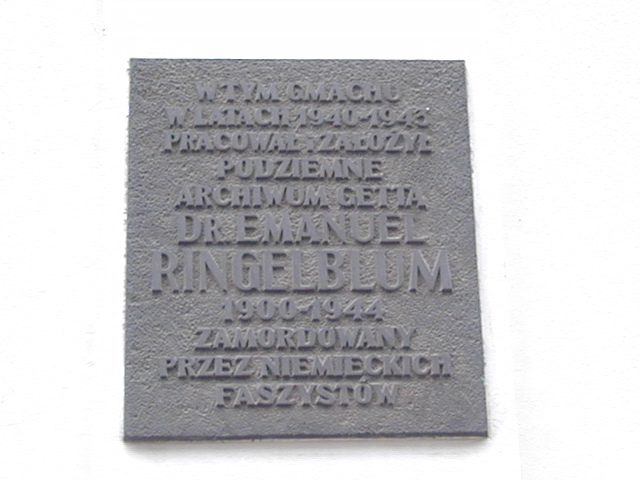 W TYM GMACHU
W LATACH 1940-1943
PRACOWAŁ I ZAŁOŻYŁ
PODZIEMNE
ARCHIWUM GETTA
DR EMANUEL
RINGELBLUM
1900-1944
ZAMORDOWANY
PRZEZ NIEMIECKICH
FASZYSTÓW